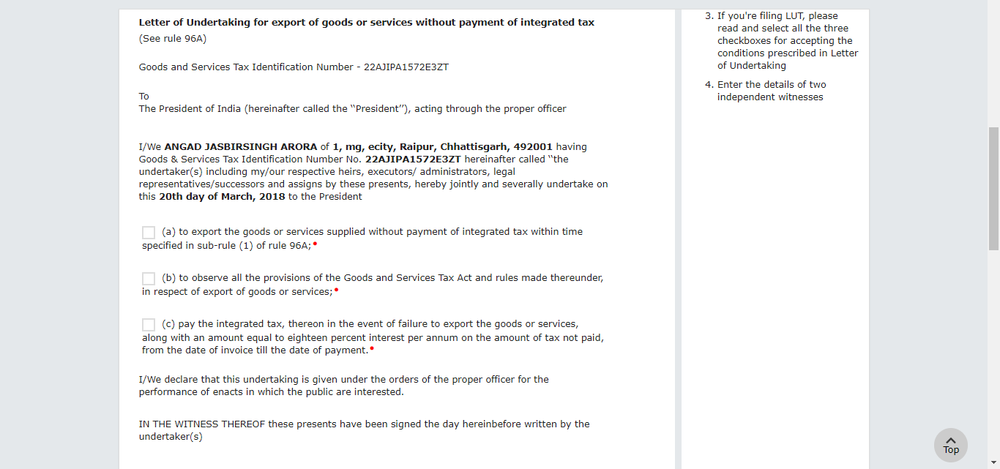 Letter of Undertaking for export of goods or services without payment of integrated tax
(See rule 96A)
Goods and Services Tax Identification Number - 22AJIPA1572E3ZT
To
The President of India (hereinafter called the "President"), acting through the proper officer
I/We ANGAD JASBIRSINGH ARORA of 1, mg, ecity, Raipur, Chhattisgarh, 492001 having
Goods & Services Tax Identification Number No. 22AJIPA1572E3ZT hereinafter called "the
undertaker(s) including my/our respective heirs, executors/ administrators, legal
representatives/successors and assigns by these presents, hereby jointly and severally undertake on
this 20th day of March, 2018 to the President
(a) to export the goods or services supplied without payment of integrated tax within time
specified in sub-rule (1) of rule 96A;
(b) to observe all the provisions of the Goods and Services Tax Act and rules made thereunder,
in respect of export of goods or services;
(c) pay the integrated tax, thereon in the event of failure to export the goods or services,
along with an amount equal to eighteen percent interest per annum on the amount of tax not paid,
from the date of invoice till the date of payment.
I/We declare that this undertaking is given under the orders of the proper officer for the
performance of enacts in which the public are interested.
IN THE WITNESS THEREOF these presents have been signed the day hereinbefore written by the
undertaker(s)
3. If you're filing LUT, please
read and select all the three
checkboxes for accepting the
conditions prescribed in Letter
of Undertaking
4. Enter the details of two
independent witnesses
Top